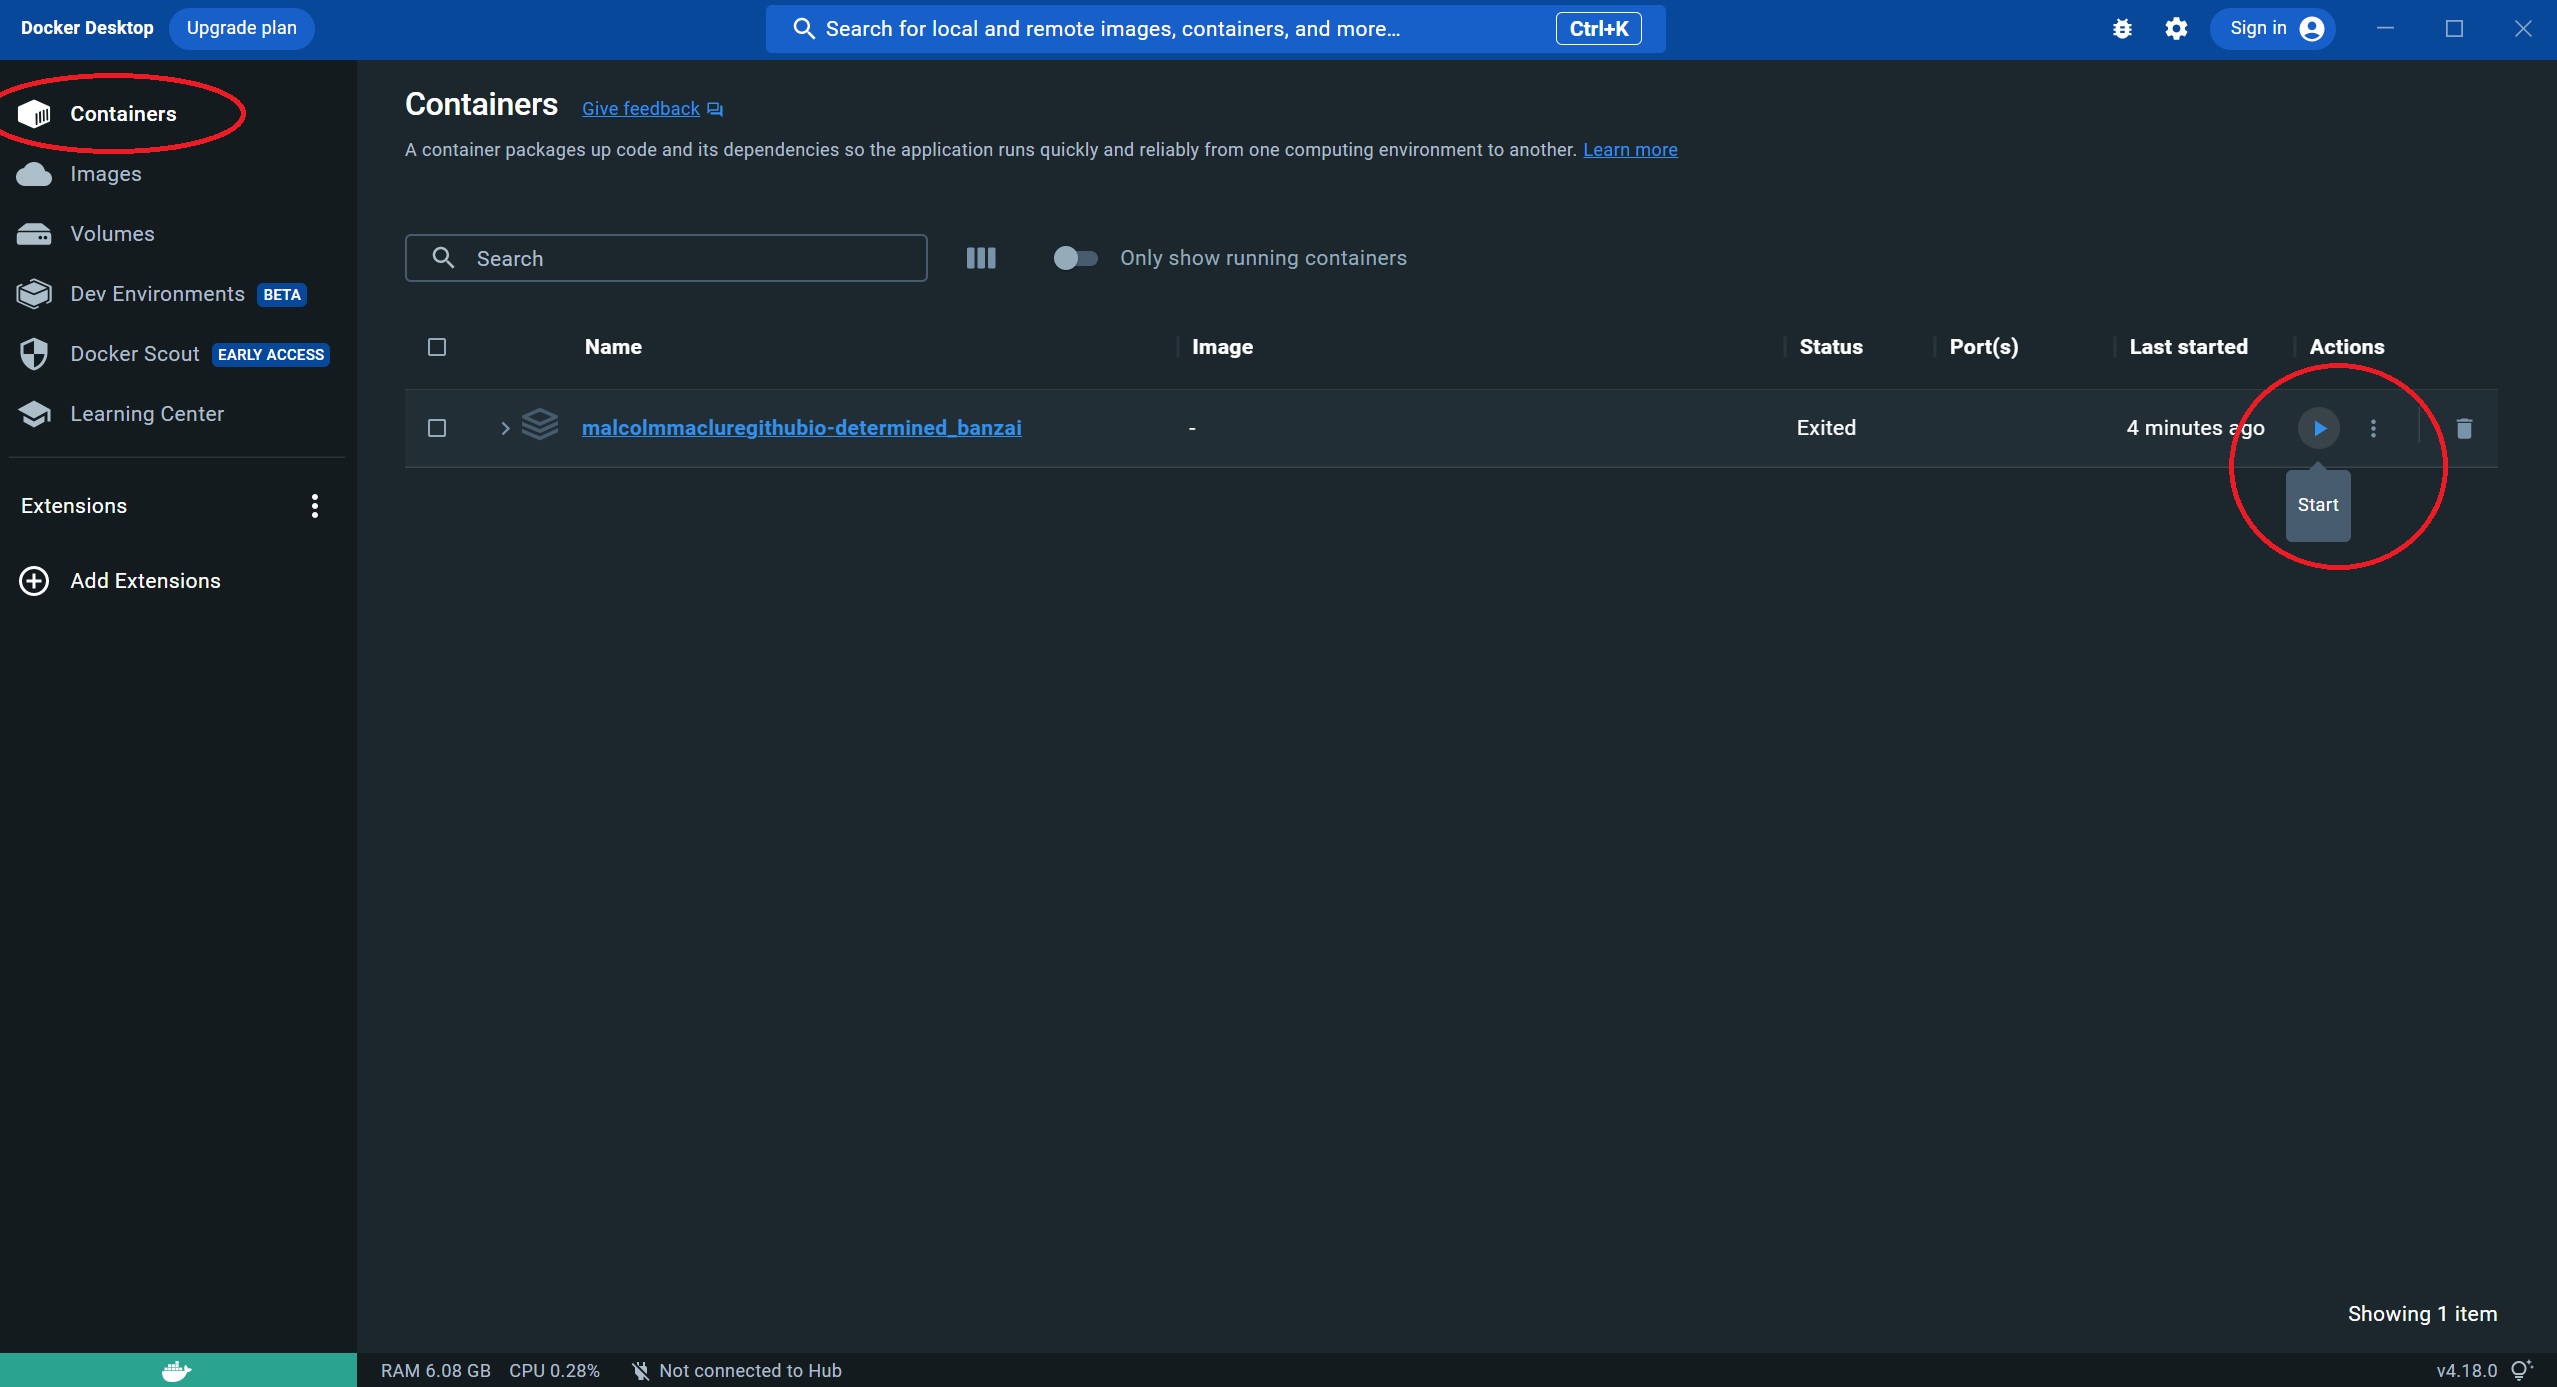 Docker Desktop Upgrade plan Search for local and remote images, containers, and more... Ctrl+K Sign in
Containers
Images
Volumes
Dev Environments BETA
Docker Scout EARLY ACCESS
Learning Center
Extensions
Add Extensions
Containers Give feedback
A container packages up code and its dependencies so the application runs quickly and reliably from one computing environment to another. Learn more
Search Only show running containers
Name Image Status Port(s) Last started Actions
malcolmmacluregithubio-determined_banzai - Exited 4 minutes ago
Start
Showing 1 item
RAM 6.08 GB CPU 0.28% Not connected to Hub v4.18.0